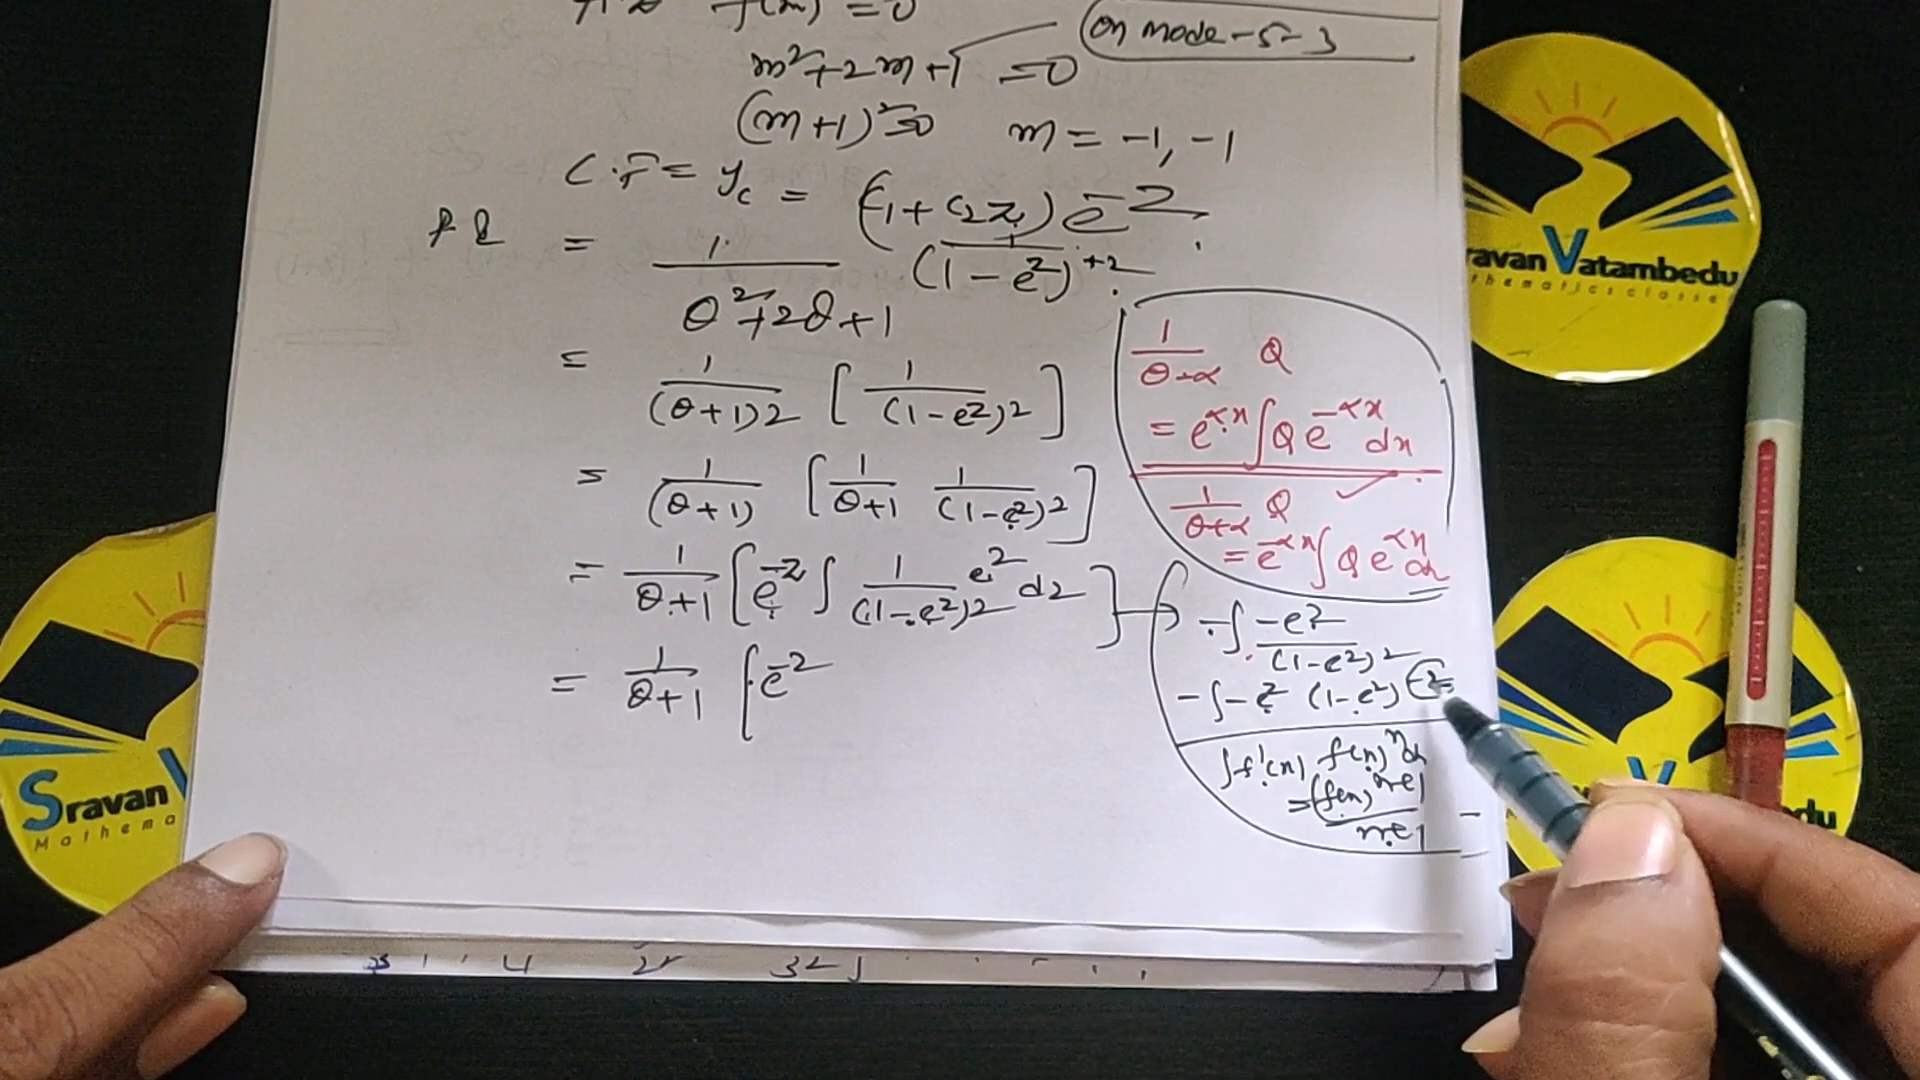 f(m) = 0
on mode - 5 - 3
m² + 2m + 1 = 0
(m+1)² = 0 m = -1, -1
C.F = y_c = (c₁ + c₂z) e^-z
P.I = 1/(θ² + 2θ + 1) 1/(1 - e^z)^+2
= 1/(θ+1)² [1/(1 - e^z)²]
= 1/(θ+1) [1/(θ+1) 1/(1 - e^z)²]
= 1/(θ+1) [e^-z ∫ 1/(1 - e^z)² e^z dz]
= 1/(θ+1) [e^-z
1/(θ-α) Q
= e^αx ∫ Q e^-αx dx
1/(θ+α) Q
= e^-αx ∫ Q e^αx dx
- ∫ -e^z/(1 - e^z)²
- ∫ -e^z (1 - e^z)^-2
∫ f'(x) f(x)^n dx
= (f(x))^n+1/n+1
Sravan Vatambedu
Mathematics classes
Sravan V
Mathema
V
du